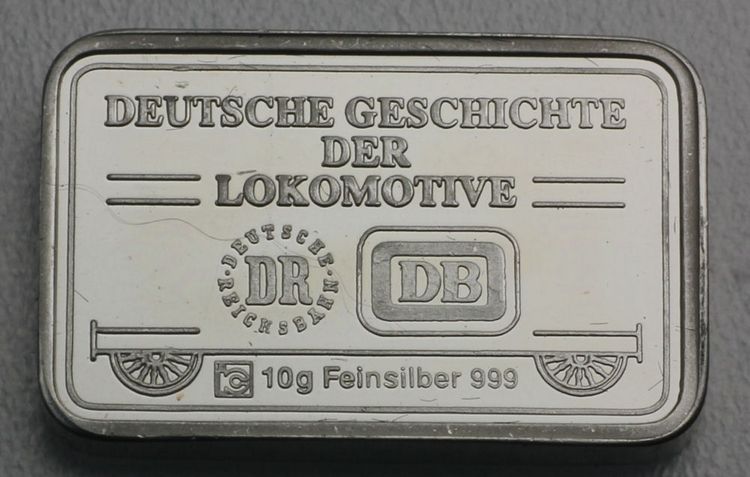 DEUTSCHE GESCHICHTE
DER
LOKOMOTIVE
DEUTSCHE REICHSBAHN
DR
DB
10g Feinsilber 999